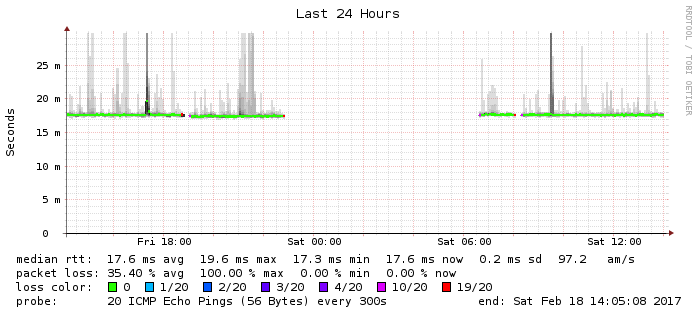 Last 24 Hours
RRDTOOL / TOBI OETIKER
Seconds
25 m
20 m
15 m
10 m
5 m
0
Fri 18:00 Sat 00:00 Sat 06:00 Sat 12:00
median rtt: 17.6 ms avg 19.6 ms max 17.3 ms min 17.6 ms now 0.2 ms sd 97.2 am/s
packet loss: 35.40 % avg 100.00 % max 0.00 % min 0.00 % now
loss color: 0 1/20 2/20 3/20 4/20 10/20 19/20
probe: 20 ICMP Echo Pings (56 Bytes) every 300s end: Sat Feb 18 14:05:08 2017